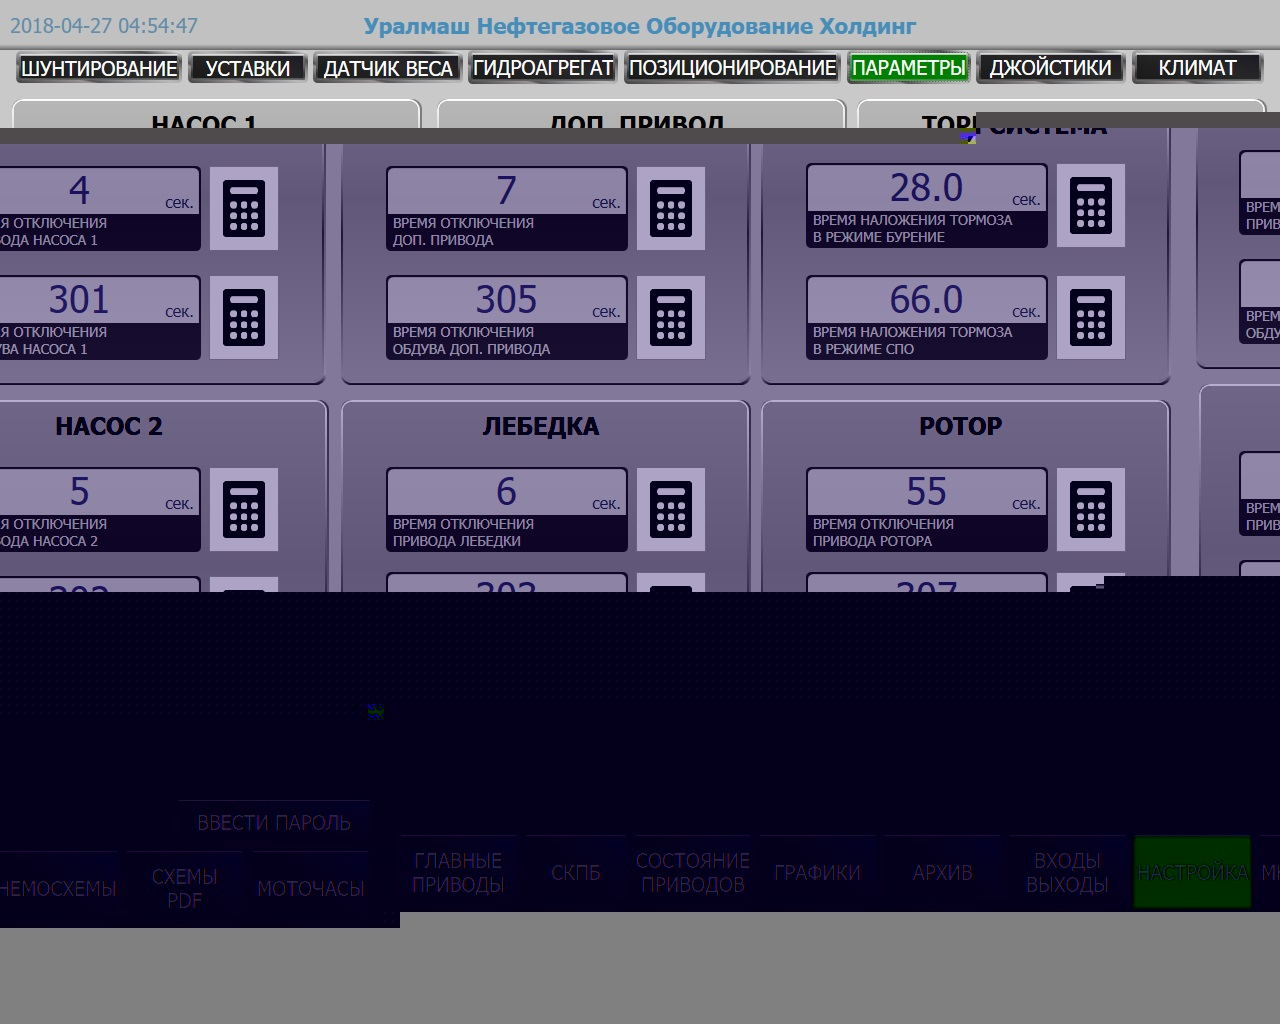 2018-04-27 04:54:47
Уралмаш Нефтегазовое Оборудование Холдинг
ШУНТИРОВАНИЕ УСТАВКИ ДАТЧИК ВЕСА ГИДРОАГРЕГАТ ПОЗИЦИОНИРОВАНИЕ ПАРАМЕТРЫ ДЖОЙСТИКИ КЛИМАТ
НАСОС 1
4 сек.
Я ОТКЛЮЧЕНИЯ
ОДА НАСОСА 1
301 сек.
Я ОТКЛЮЧЕНИЯ
ВА НАСОСА 1
ДОП. ПРИВОД
7 сек.
ВРЕМЯ ОТКЛЮЧЕНИЯ
ДОП. ПРИВОДА
305 сек.
ВРЕМЯ ОТКЛЮЧЕНИЯ
ОБДУВА ДОП. ПРИВОДА
СИСТЕМА
28.0 сек.
ВРЕМЯ НАЛОЖЕНИЯ ТОРМОЗА
В РЕЖИМЕ БУРЕНИЕ
66.0 сек.
ВРЕМЯ НАЛОЖЕНИЯ ТОРМОЗА
В РЕЖИМЕ СПО
ВРЕМ
ПРИВ
ВРЕМ
ОБДУ
НАСОС 2
5 сек.
Я ОТКЛЮЧЕНИЯ
ОДА НАСОСА 2
ЛЕБЕДКА
6 сек.
ВРЕМЯ ОТКЛЮЧЕНИЯ
ПРИВОДА ЛЕБЕДКИ
303
РОТОР
55 сек.
ВРЕМЯ ОТКЛЮЧЕНИЯ
ПРИВОДА РОТОРА
307
ВРЕМ
ПРИВ
ВВЕСТИ ПАРОЛЬ
НЕМОСХЕМЫ
СХЕМЫ
PDF
МОТОЧАСЫ
ГЛАВНЫЕ
ПРИВОДЫ
СКПБ
СОСТОЯНИЕ
ПРИВОДОВ
ГРАФИКИ
АРХИВ
ВХОДЫ
ВЫХОДЫ
НАСТРОЙКА